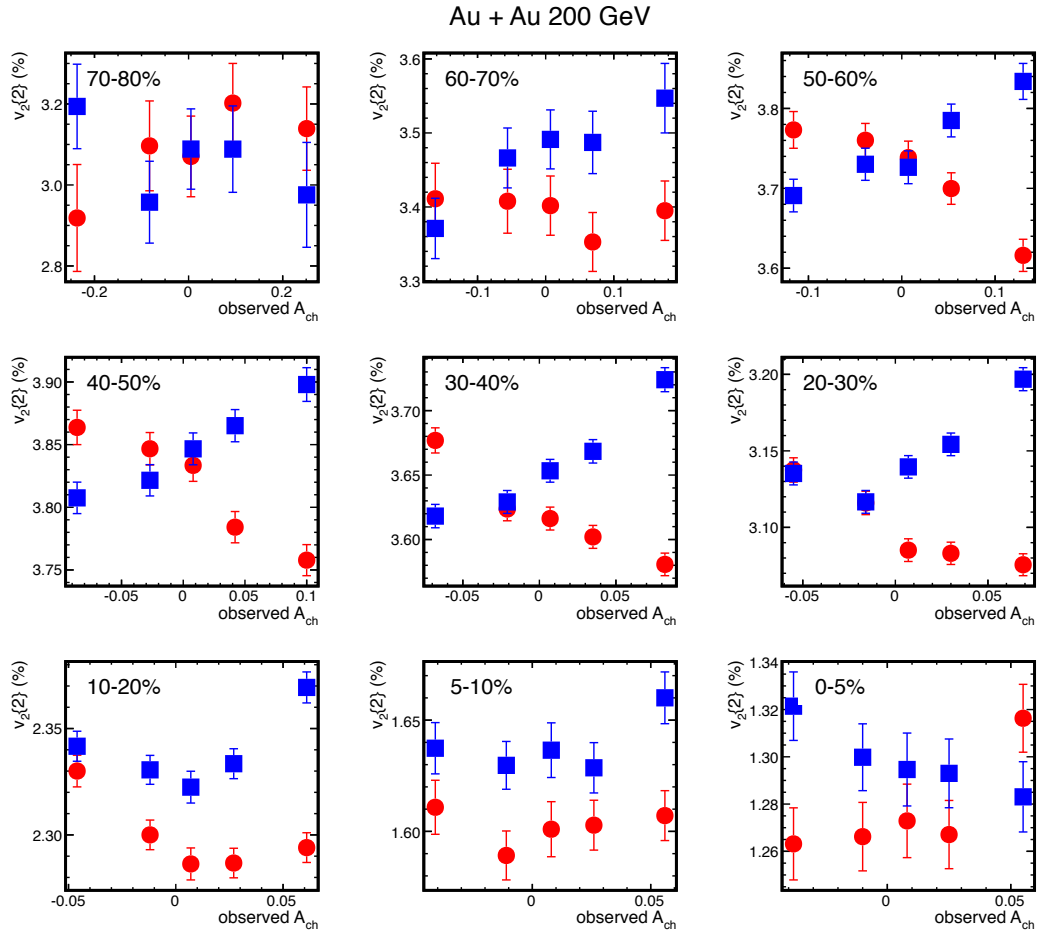 Au + Au 200 GeV
v2{2} (%)
70-80%
3.2
3.0
2.8
-0.2 0 0.2
observed Ach
v2{2} (%)
60-70%
3.6
3.5
3.4
3.3
-0.1 0 0.1
observed Ach
v2{2} (%)
50-60%
3.8
3.7
3.6
-0.1 0 0.1
observed Ach
v2{2} (%)
40-50%
3.90
3.85
3.80
3.75
-0.05 0 0.05 0.1
observed Ach
v2{2} (%)
30-40%
3.70
3.65
3.60
-0.05 0 0.05
observed Ach
v2{2} (%)
20-30%
3.20
3.15
3.10
-0.05 0 0.05
observed Ach
v2{2} (%)
10-20%
2.35
2.30
-0.05 0 0.05
observed Ach
v2{2} (%)
5-10%
1.65
1.60
0 0.05
observed Ach
v2{2} (%)
0-5%
1.34
1.32
1.30
1.28
1.26
0 0.05
observed Ach